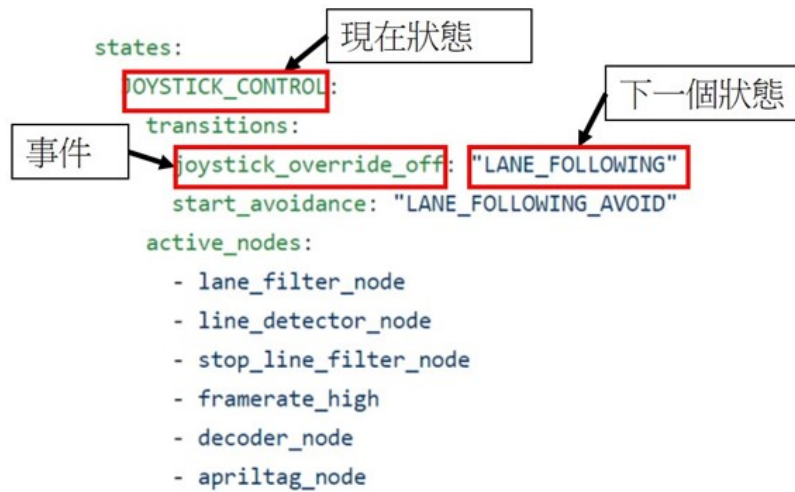 現在狀態
states:
JOYSTICK_CONTROL:
下一個狀態
transitions:
事件
joystick_override_off: "LANE_FOLLOWING"
start_avoidance: "LANE_FOLLOWING_AVOID"
active_nodes:
- lane_filter_node
- line_detector_node
- stop_line_filter_node
- framerate_high
- decoder_node
- apriltag_node